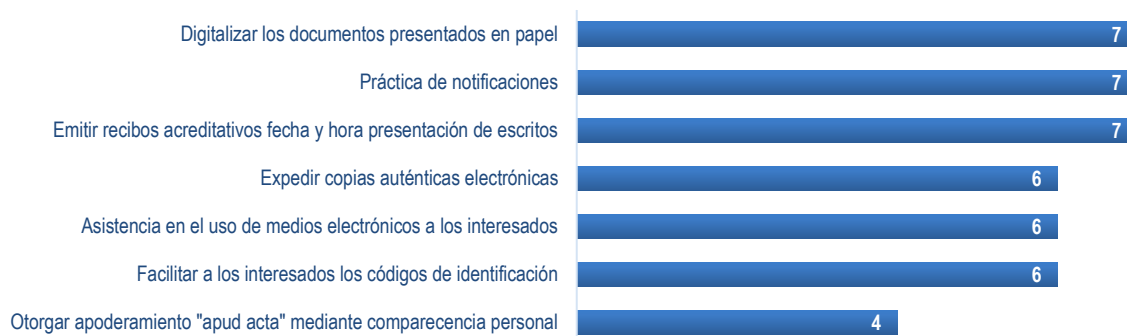 Digitalizar los documentos presentados en papel 7
Práctica de notificaciones 7
Emitir recibos acreditativos fecha y hora presentación de escritos 7
Expedir copias auténticas electrónicas 6
Asistencia en el uso de medios electrónicos a los interesados 6
Facilitar a los interesados los códigos de identificación 6
Otorgar apoderamiento "apud acta" mediante comparecencia personal 4